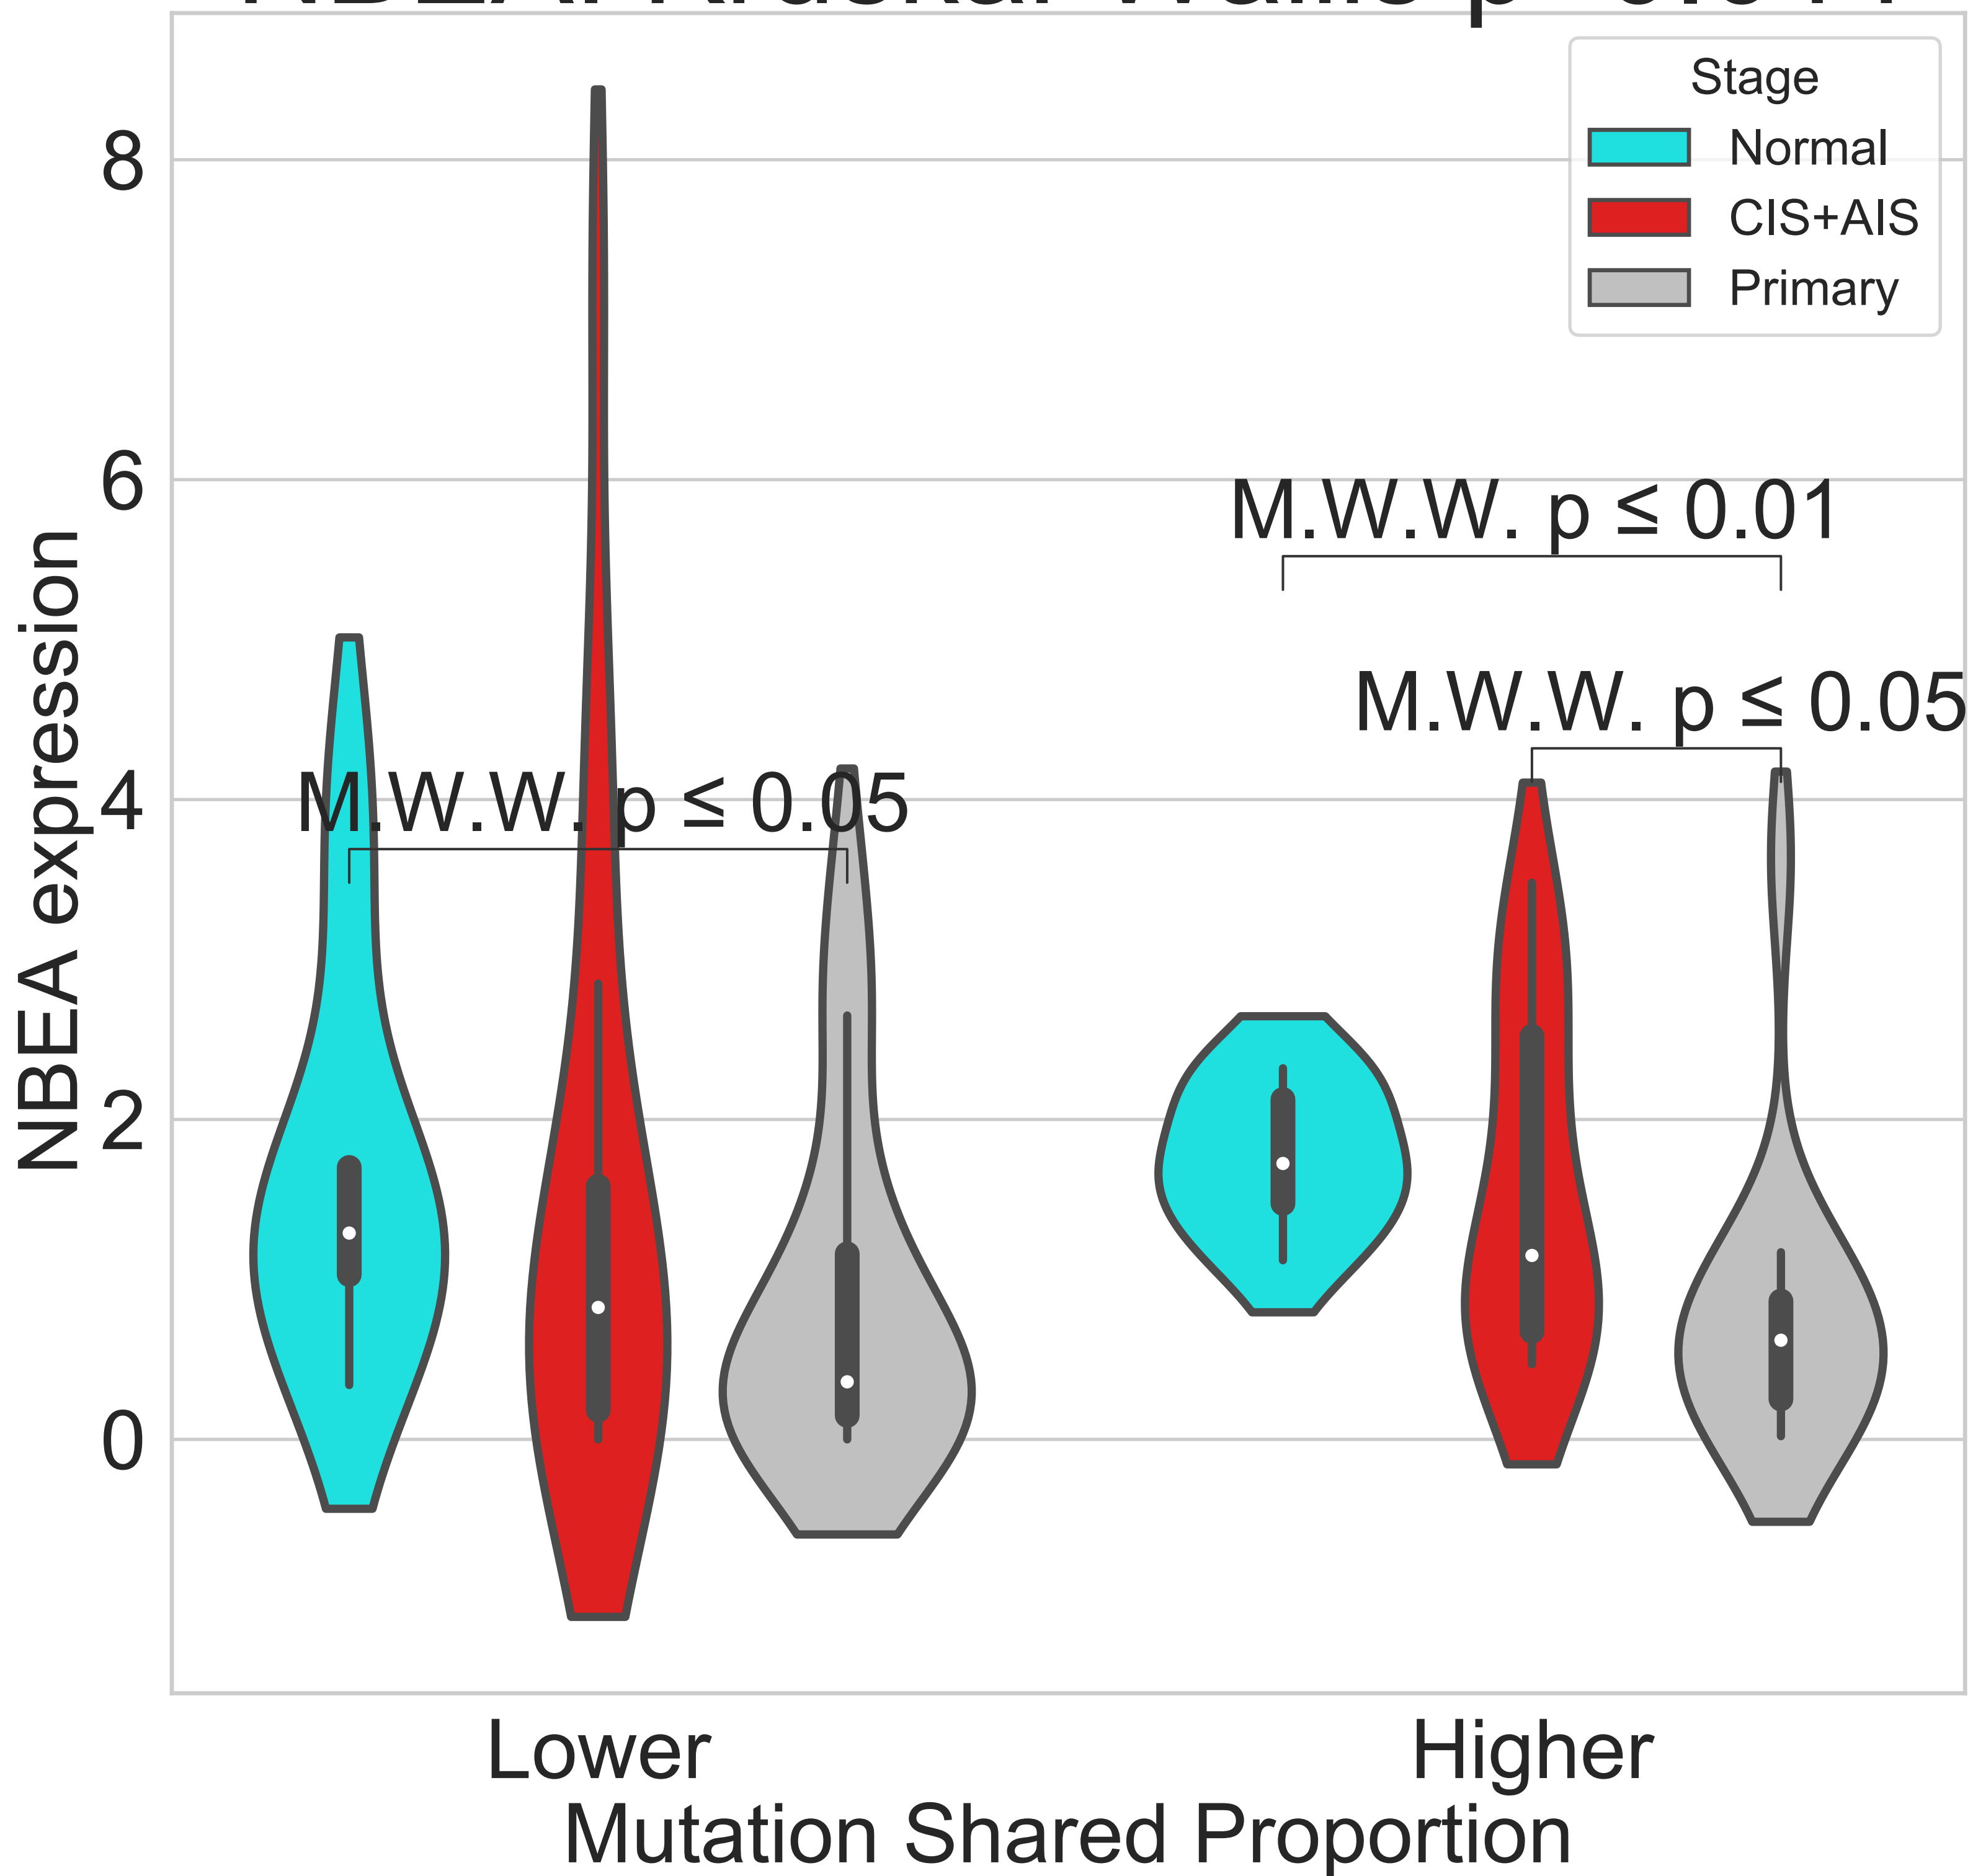 Stage
Normal
CIS+AIS
Primary
8
6
4
2
0
NBEA expression
M.W.W. p ≤ 0.01
M.W.W. p ≤ 0.05
M.W.W. p ≤ 0.05
Lower
Higher
Mutation Shared Proportion